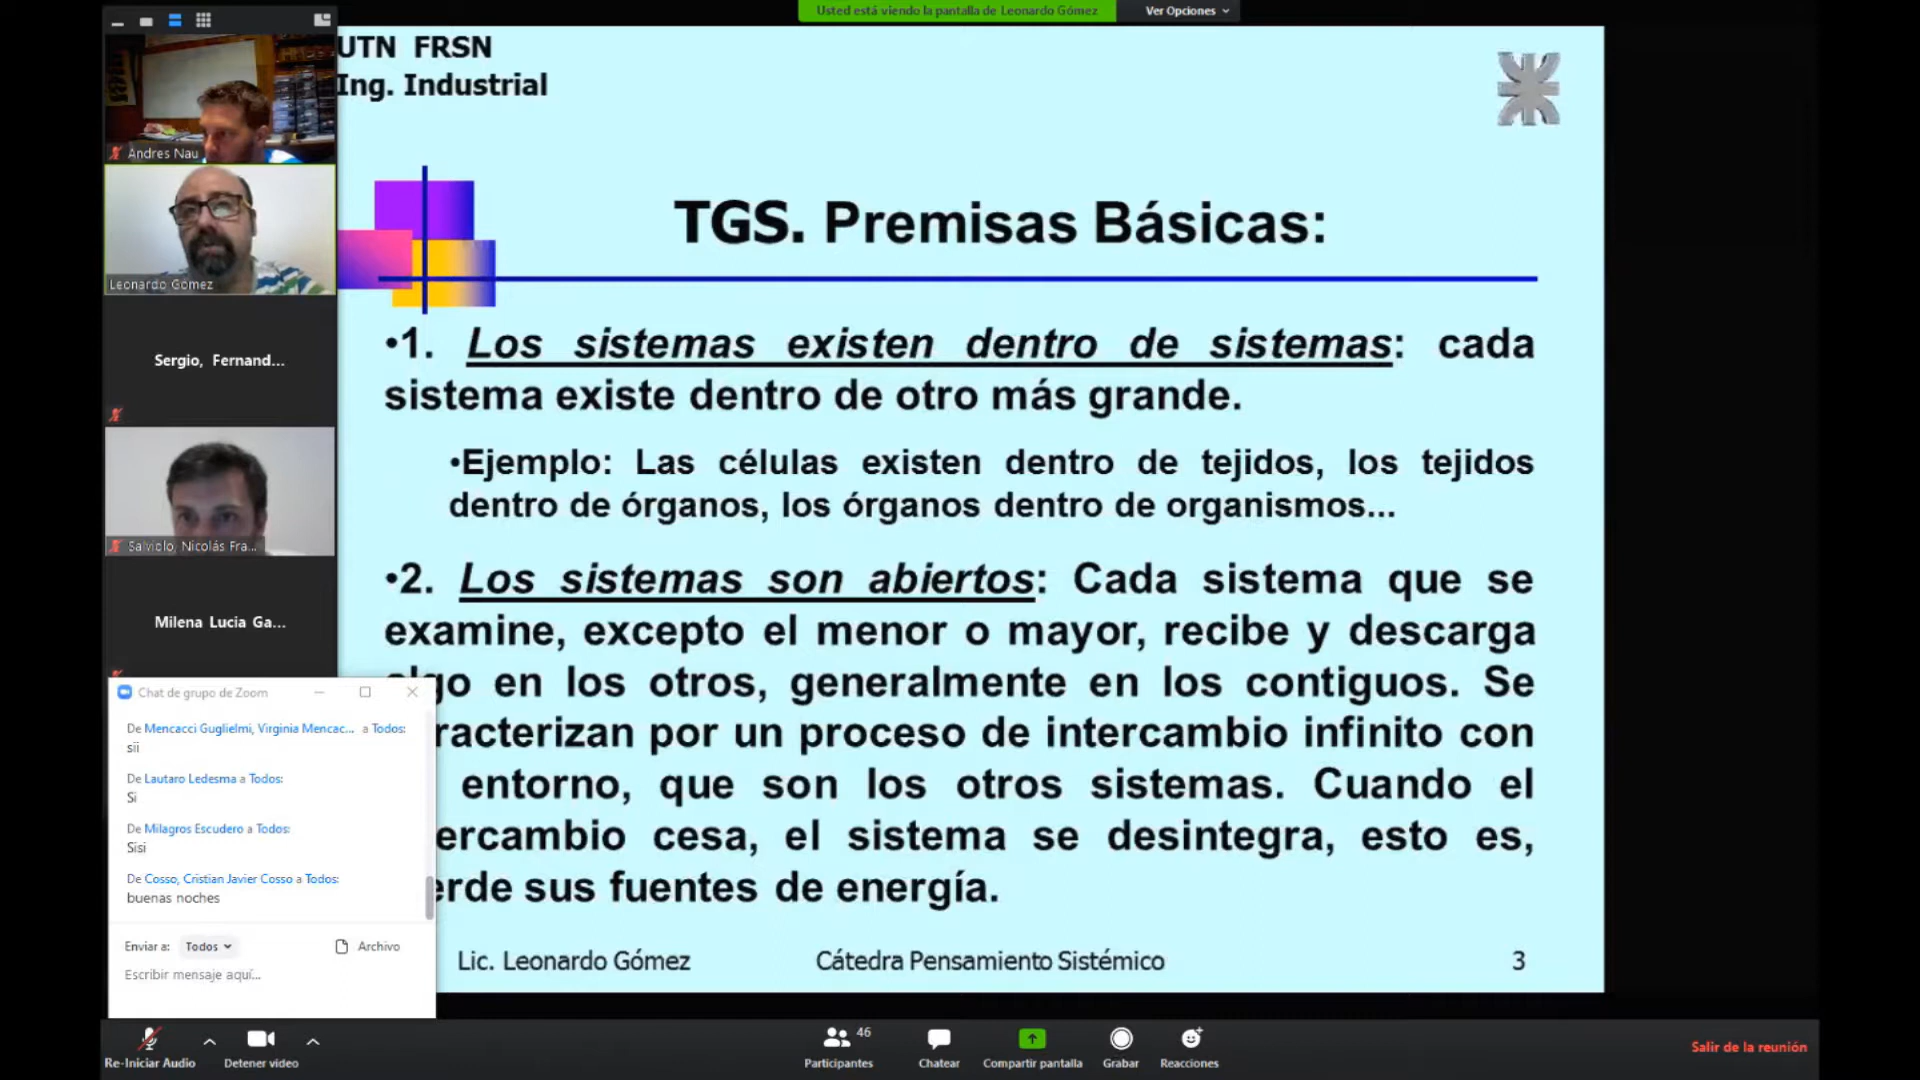 Usted está viendo la pantalla de Leonardo Gómez
Ver Opciones
UTN FRSN
Ing. Industrial
Andres Nau
Leonardo Gómez
Sergio, Fernand...
Salviolo, Nicolás Fra...
Milena Lucia Ga...
TGS. Premisas Básicas:
•1. Los sistemas existen dentro de sistemas: cada
sistema existe dentro de otro más grande.
•Ejemplo: Las células existen dentro de tejidos, los tejidos
dentro de órganos, los órganos dentro de organismos...
•2. Los sistemas son abiertos: Cada sistema que se
examine, excepto el menor o mayor, recibe y descarga
algo en los otros, generalmente en los contiguos. Se
racterizan por un proceso de intercambio infinito con
entorno, que son los otros sistemas. Cuando el
ercambio cesa, el sistema se desintegra, esto es,
erde sus fuentes de energía.
Lic. Leonardo Gómez
Cátedra Pensamiento Sistémico
3
Chat de grupo de Zoom
De Mencacci Guglielmi, Virginia Mencac... a Todos:
sii
De Lautaro Ledesma a Todos:
Si
De Milagros Escudero a Todos:
Sisi
De Cosso, Cristian Javier Cosso a Todos:
buenas noches
Enviar a: Todos
Archivo
Escribir mensaje aquí...
Re-Iniciar Audio
Detener video
46
Participantes
Chatear
Compartir pantalla
Grabar
Reacciones
Salir de la reunión